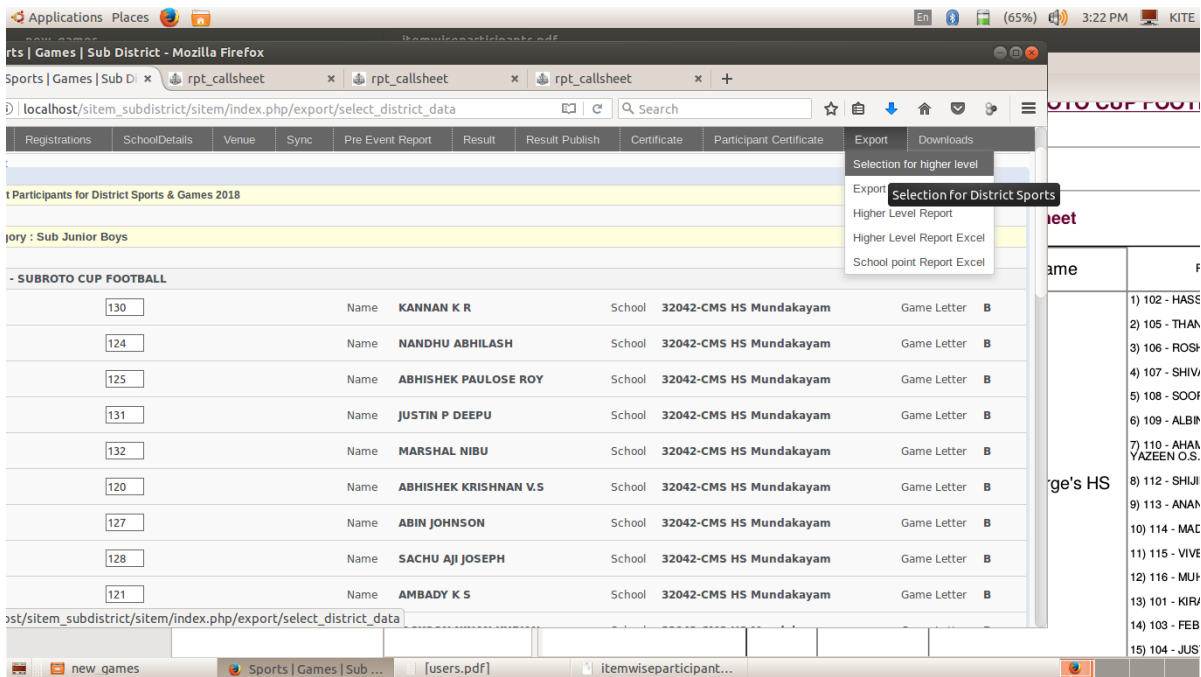 Applications Places En (65%) 3:22 PM KITE
new_games itemwiseparticipants.pdf
rts | Games | Sub District - Mozilla Firefox
Sports | Games | Sub Di × rpt_callsheet × rpt_callsheet × rpt_callsheet × +
localhost/sitem_subdistrict/sitem/index.php/export/select_district_data Search
OTO CUP FOOT
Registrations SchoolDetails Venue Sync Pre Event Report Result Result Publish Certificate Participant Certificate Export Downloads
Selection for higher level
t Participants for District Sports & Games 2018
Export
Selection for District Sports
Higher Level Report
heet
gory : Sub Junior Boys
Higher Level Report Excel
School point Report Excel
ame
- SUBROTO CUP FOOTBALL
130 Name KANNAN K R School 32042-CMS HS Mundakayam Game Letter B
124 Name NANDHU ABHILASH School 32042-CMS HS Mundakayam Game Letter B
125 Name ABHISHEK PAULOSE ROY School 32042-CMS HS Mundakayam Game Letter B
131 Name JUSTIN P DEEPU School 32042-CMS HS Mundakayam Game Letter B
132 Name MARSHAL NIBU School 32042-CMS HS Mundakayam Game Letter B
120 Name ABHISHEK KRISHNAN V.S School 32042-CMS HS Mundakayam Game Letter B
127 Name ABIN JOHNSON School 32042-CMS HS Mundakayam Game Letter B
128 Name SACHU AJI JOSEPH School 32042-CMS HS Mundakayam Game Letter B
121 Name AMBADY K S School 32042-CMS HS Mundakayam Game Letter B
ost/sitem_subdistrict/sitem/index.php/export/select_district_data
rge's HS
1) 102 - HASS
2) 105 - THAN
3) 106 - ROSH
4) 107 - SHIVA
5) 108 - SOOR
6) 109 - ALBIN
7) 110 - AHAM
YAZEEN O.S.
8) 112 - SHIJI
9) 113 - ANAN
10) 114 - MAD
11) 115 - VIVE
12) 116 - MUH
13) 101 - KIRA
14) 103 - FEB
15) 104 - JUS
new_games Sports | Games | Sub ... [users.pdf] itemwiseparticipant...